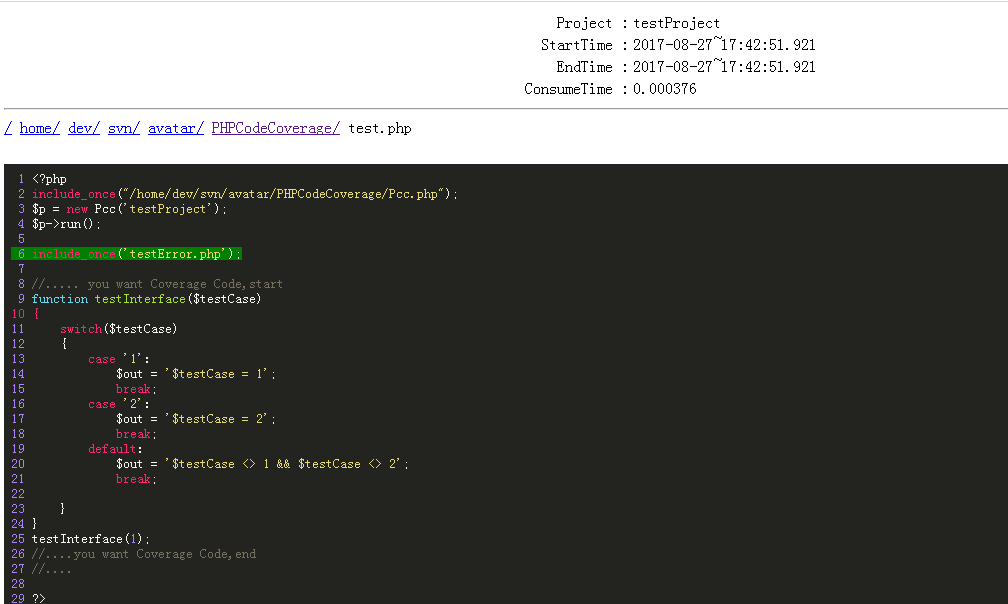 Project : testProject
StartTime : 2017-08-27~17:42:51.921
EndTime : 2017-08-27~17:42:51.921
ConsumeTime : 0.000376
/ home/ dev/ svn/ avatar/ PHPCodeCoverage/ test.php
1 <?php
2 include_once("/home/dev/svn/avatar/PHPCodeCoverage/Pcc.php");
3 $p = new Pcc('testProject');
4 $p->run();
5
6 include_once('testError.php');
7
8 //..... you want Coverage Code,start
9 function testInterface($testCase)
10 {
11     switch($testCase)
12     {
13         case '1':
14             $out = '$testCase = 1';
15             break;
16         case '2':
17             $out = '$testCase = 2';
18             break;
19         default:
20             $out = '$testCase <> 1 && $testCase <> 2';
21             break;
22
23     }
24 }
25 testInterface(1);
26 //....you want Coverage Code,end
27 //....
28
29 ?>